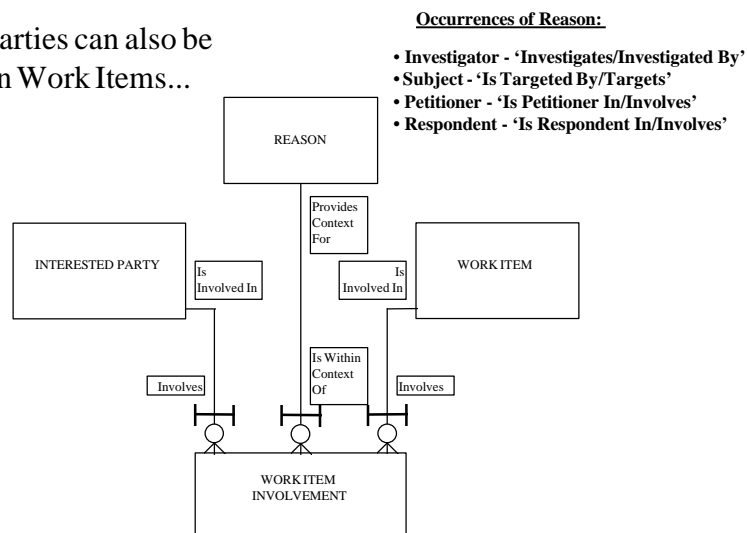 Occurrences of Reason:
arties can also be
n Work Items...
• Investigator - ‘Investigates/Investigated By’
• Subject - ‘Is Targeted By/Targets’
• Petitioner - ‘Is Petitioner In/Involves’
• Respondent - ‘Is Respondent In/Involves’
REASON
Provides
Context
For
INTERESTED PARTY
Is
Involved In
Is
Involved In
WORK ITEM
Involves
Is Within
Context
Of
Involves
WORK ITEM
INVOLVEMENT